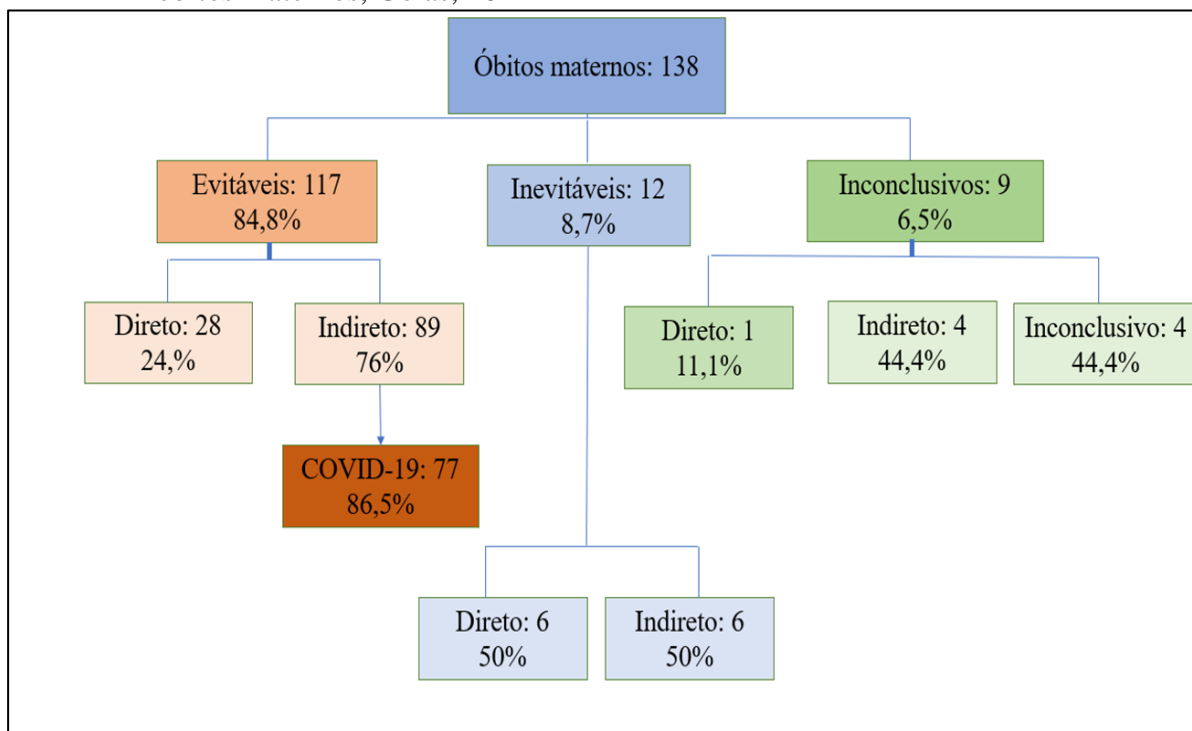 Óbitos maternos: 138
Evitáveis: 117
84,8%
Inevitáveis: 12
8,7%
Inconclusivos: 9
6,5%
Direto: 28
24,%
Indireto: 89
76%
Direto: 1
11,1%
Indireto: 4
44,4%
Inconclusivo: 4
44,4%
COVID-19: 77
86,5%
Direto: 6
50%
Indireto: 6
50%